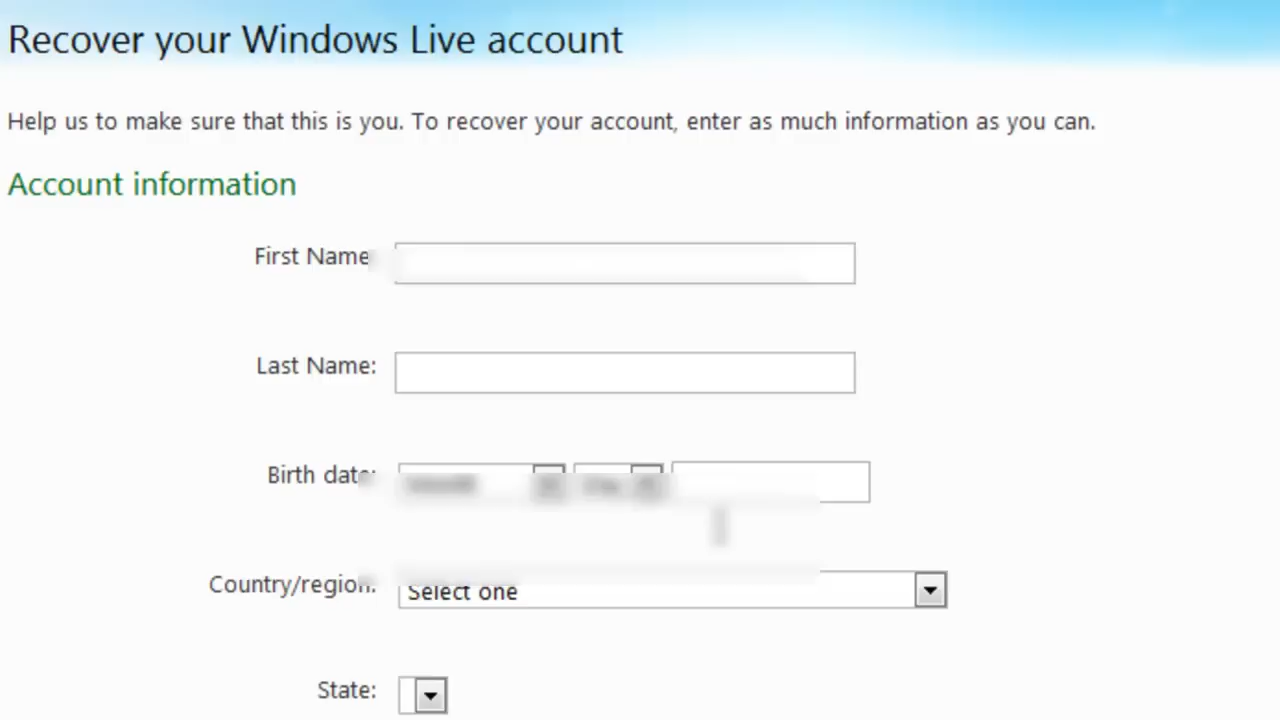 Recover your Windows Live account
Help us to make sure that this is you. To recover your account, enter as much information as you can.
Account information
First Name
Last Name:
Birth date:
Country/region:
Select one
State: